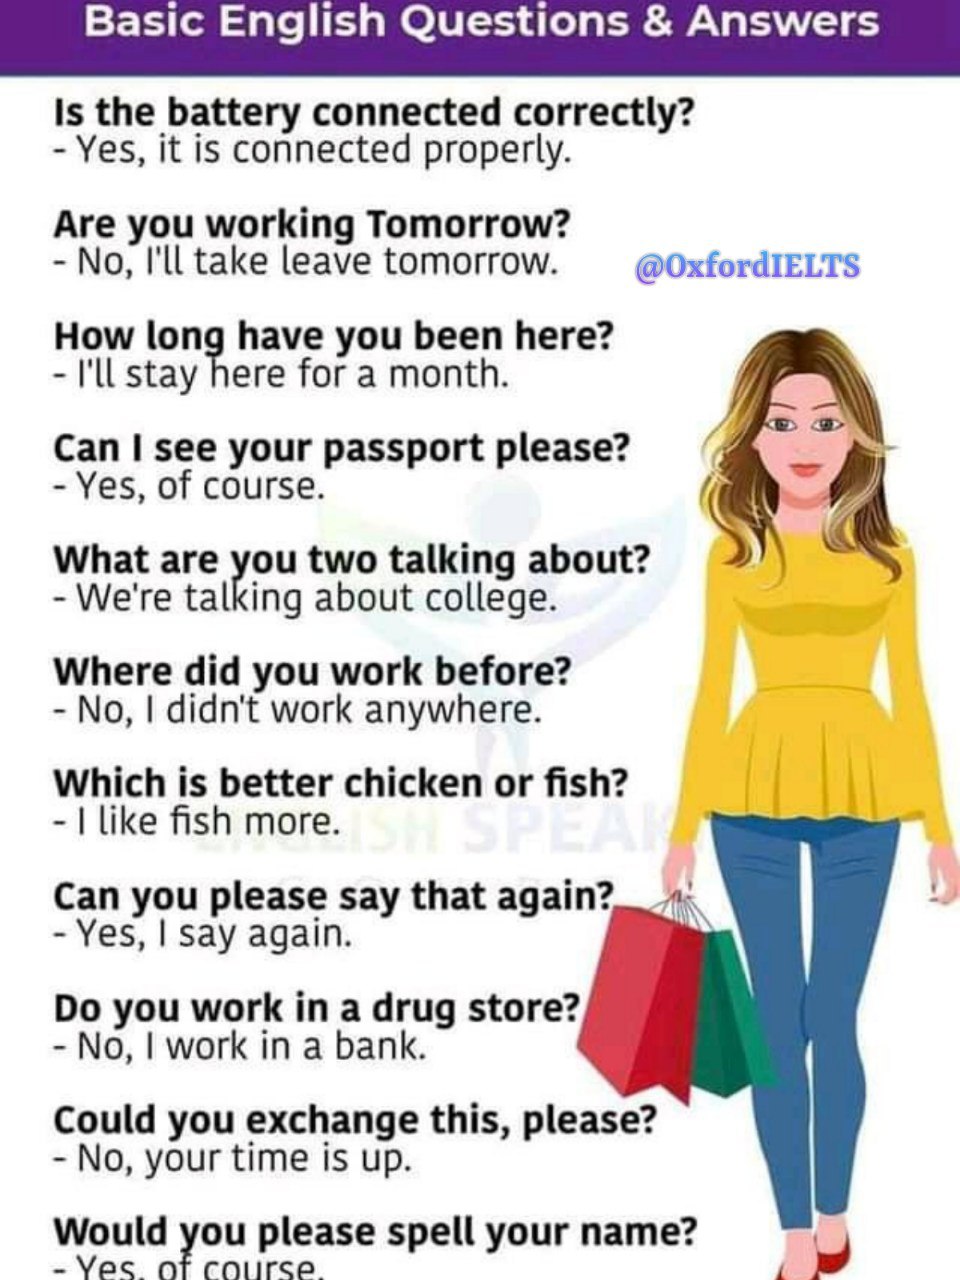 Basic English Questions & Answers
Is the battery connected correctly?
- Yes, it is connected properly.
Are you working Tomorrow?
- No, I'll take leave tomorrow.
@OxfordIELTS
How long have you been here?
- I'll stay here for a month.
Can I see your passport please?
- Yes, of course.
What are you two talking about?
- We're talking about college.
Where did you work before?
- No, I didn't work anywhere.
Which is better chicken or fish?
- I like fish more.
ENGLISH SPEAK
Can you please say that again?
- Yes, I say again.
Do you work in a drug store?
- No, I work in a bank.
Could you exchange this, please?
- No, your time is up.
Would you please spell your name?
- Yes, of course.